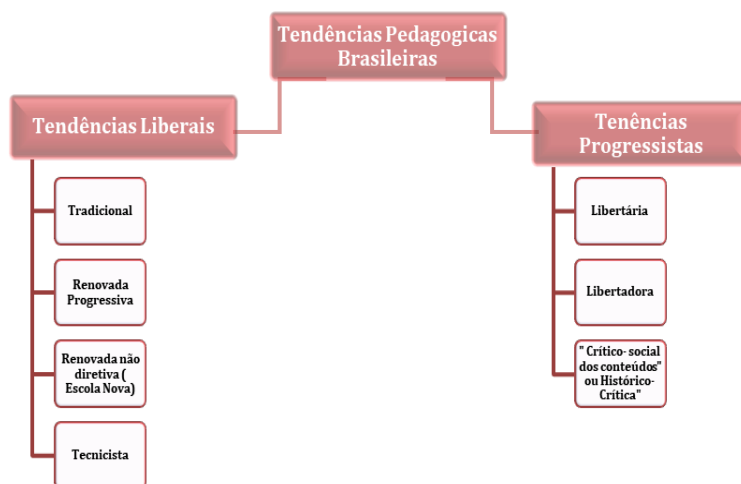 Tendências Pedagogicas
Brasileiras
Tendências Liberais
Tradicional
Renovada
Progressiva
Renovada não
diretiva (
Escola Nova)
Tecnicista
Tenências
Progressistas
Libertária
Libertadora
" Crítico- social
dos conteúdos"
ou Histórico-
Crítica"